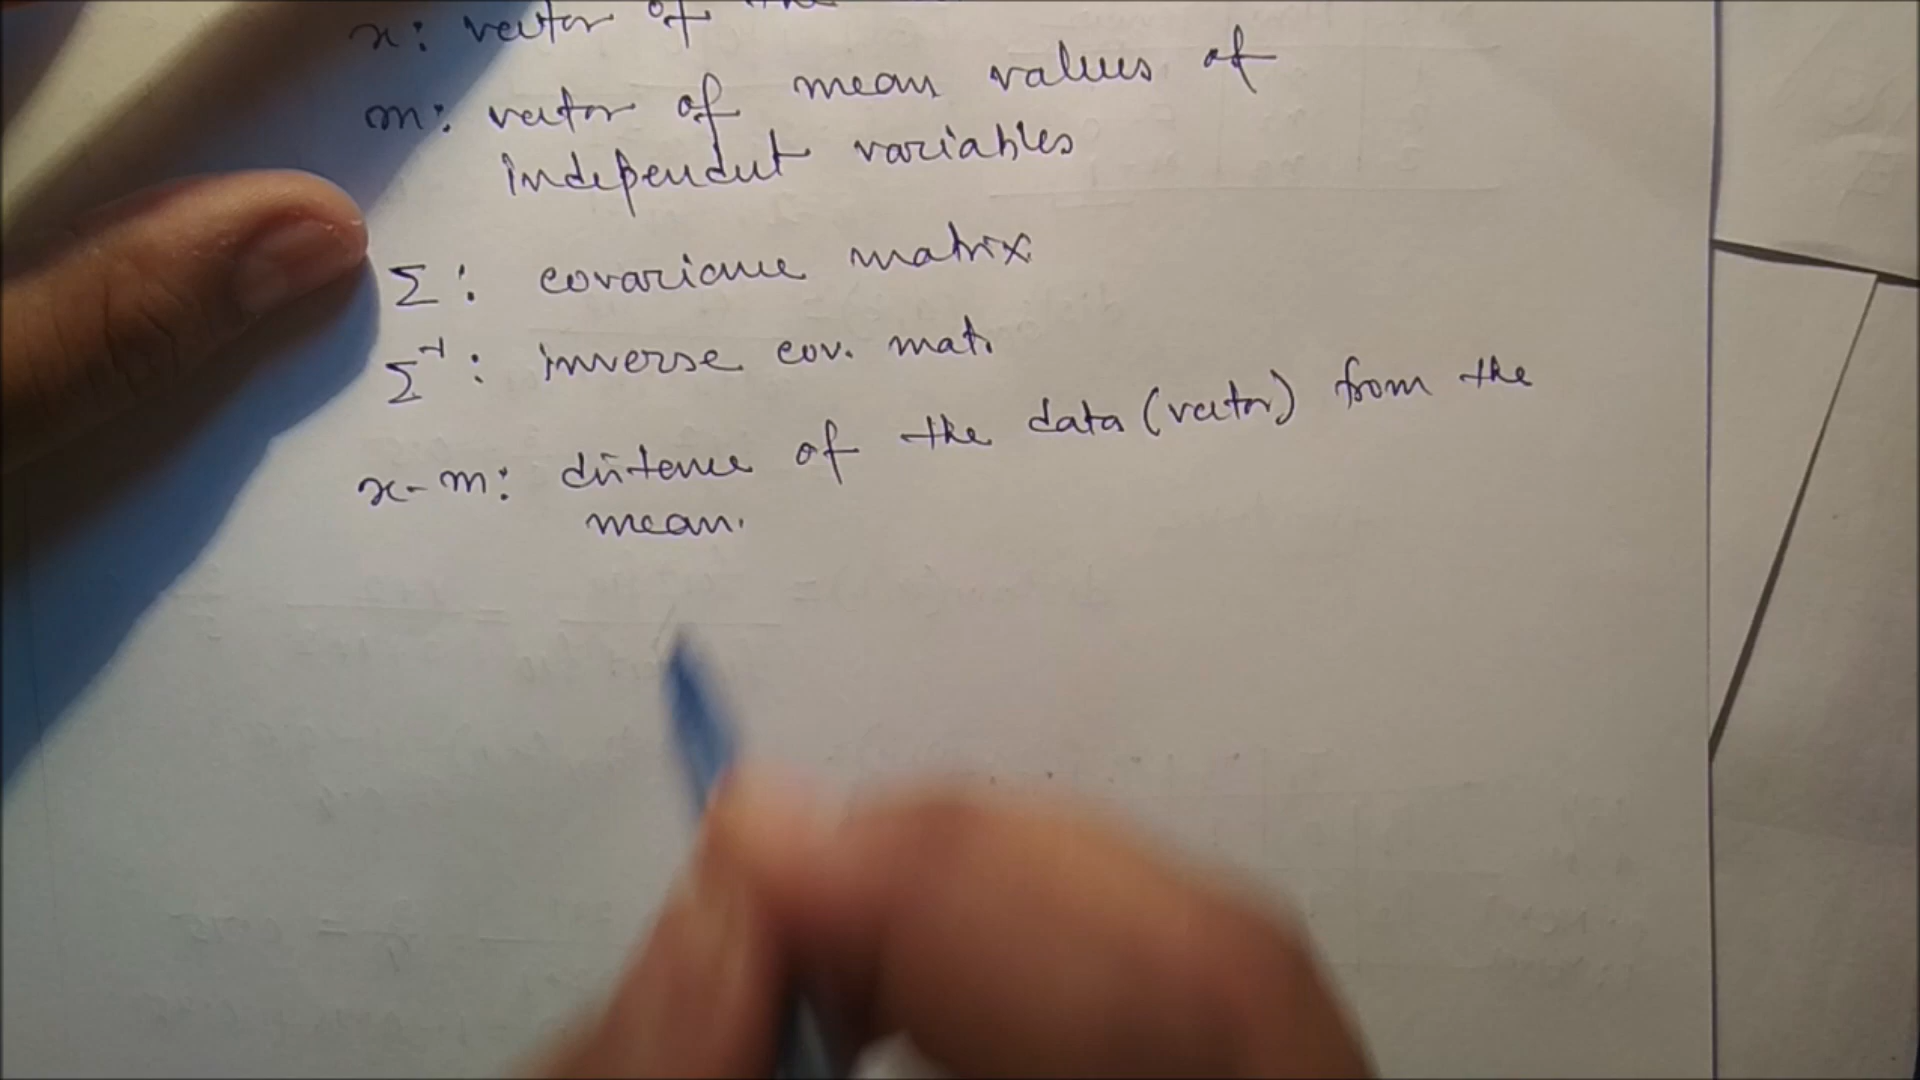 x: vector of the
m: vector of mean values of
independent variables
Σ: covariance matrix
Σ⁻¹: inverse cov. mat.
x-m: distance of the data (vector) from the
mean.